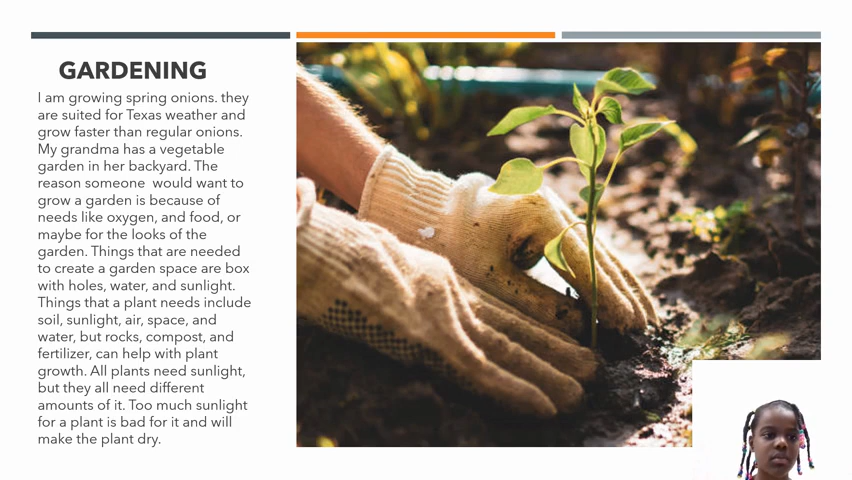 GARDENING
I am growing spring onions. they
are suited for Texas weather and
grow faster than regular onions.
My grandma has a vegetable
garden in her backyard. The
reason someone  would want to
grow a garden is because of
needs like oxygen, and food, or
maybe for the looks of the
garden. Things that are needed
to create a garden space are box
with holes, water, and sunlight.
Things that a plant needs include
soil, sunlight, air, space, and
water, but rocks, compost, and
fertilizer, can help with plant
growth. All plants need sunlight,
but they all need different
amounts of it. Too much sunlight
for a plant is bad for it and will
make the plant dry.